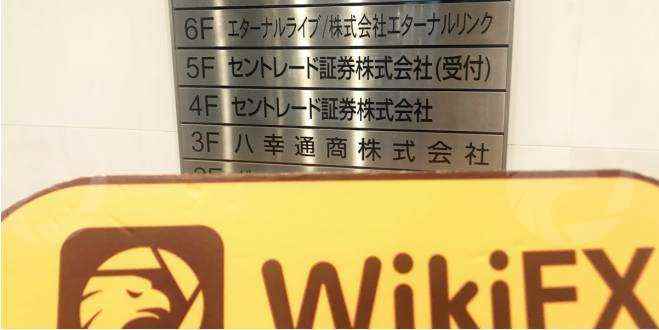 6F エターナルライブ/株式会社エターナルリンク
5F セントレード証券株式会社(受付)
4F セントレード証券株式会社
3F 八幸通商株式会社
WikiFX